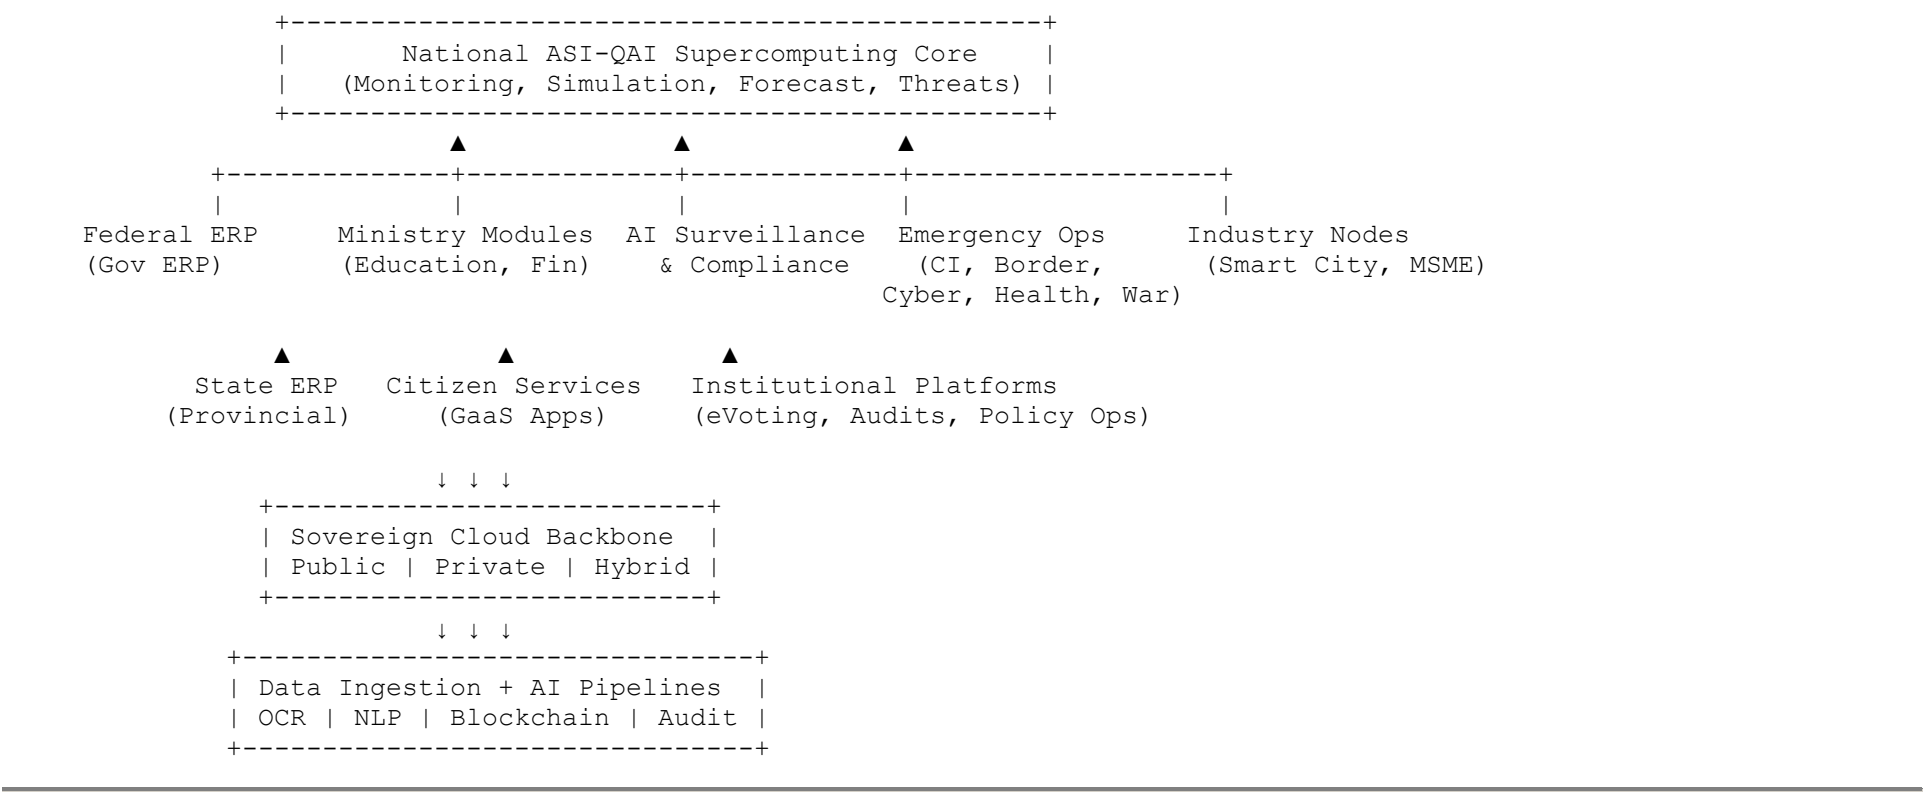 +-----------------------------------------------+
|       National ASI-QAI Supercomputing Core    |
|   (Monitoring, Simulation, Forecast, Threats) |
+-----------------------------------------------+
▲ ▲ ▲
+--------------+-------------+-------------+-------------------+
| | | | |
Federal ERP     Ministry Modules  AI Surveillance  Emergency Ops     Industry Nodes
(Gov ERP)       (Education, Fin)    & Compliance    (CI, Border,      (Smart City, MSME)
Cyber, Health, War)
▲ ▲ ▲
State ERP   Citizen Services   Institutional Platforms
(Provincial)     (GaaS Apps)     (eVoting, Audits, Policy Ops)
↓ ↓ ↓
+---------------------------+
| Sovereign Cloud Backbone  |
| Public | Private | Hybrid |
+---------------------------+
↓ ↓ ↓
+--------------------------------+
| Data Ingestion + AI Pipelines  |
| OCR | NLP | Blockchain | Audit |
+--------------------------------+